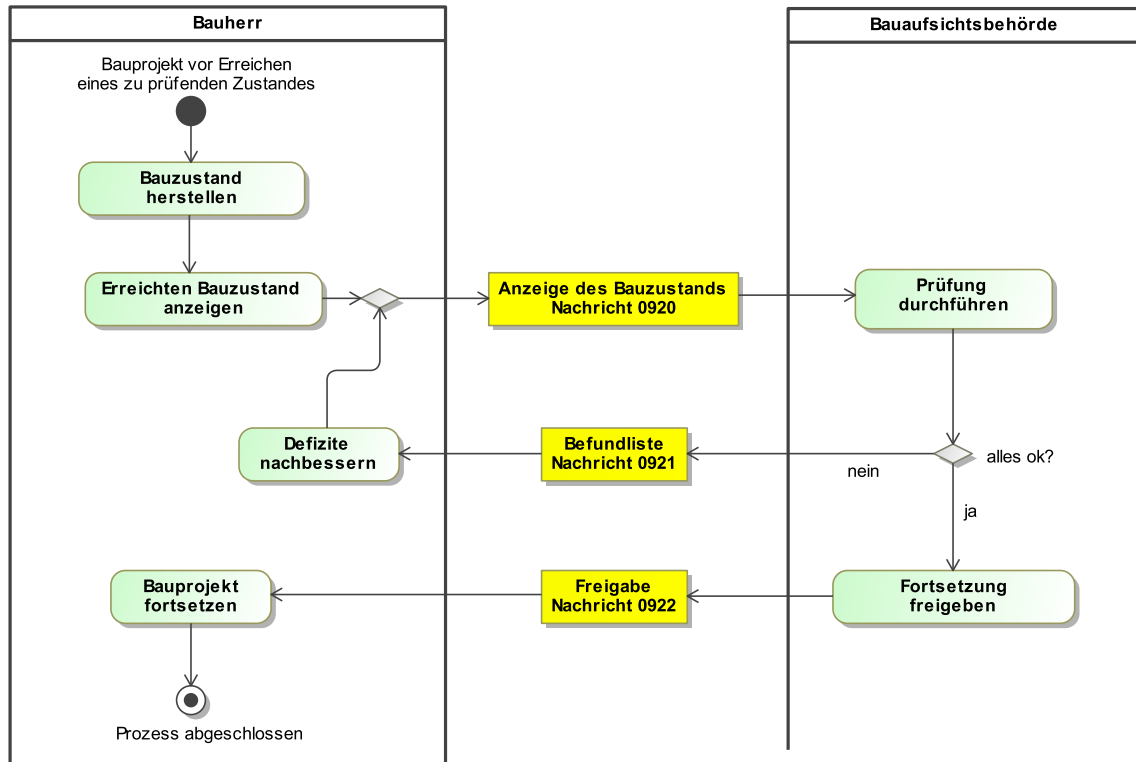 Bauherr
Bauaufsichtsbehörde
Bauprojekt vor Erreichen
eines zu prüfenden Zustandes
Bauzustand
herstellen
Erreichten Bauzustand
anzeigen
Anzeige des Bauzustands
Nachricht 0920
Prüfung
durchführen
Defizite
nachbessern
Befundliste
Nachricht 0921
nein
alles ok?
ja
Bauprojekt
fortsetzen
Freigabe
Nachricht 0922
Fortsetzung
freigeben
Prozess abgeschlossen